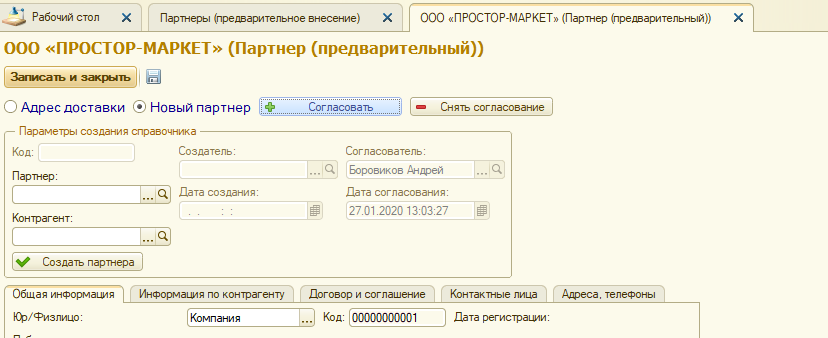 Рабочий стол Партнеры (предварительное внесение) ООО «ПРОСТОР-МАРКЕТ» (Партнер (предварительный))
ООО «ПРОСТОР-МАРКЕТ» (Партнер (предварительный))
Записать и закрыть
Адрес доставки Новый партнер Согласовать Снять согласование
Параметры создания справочника
Код: Создатель: Согласователь:
Боровиков Андрей
Партнер: Дата создания: Дата согласования:
. . : : 27.01.2020 13:03:27
Контрагент:
Создать партнера
Общая информация Информация по контрагенту Договор и соглашение Контактные лица Адреса, телефоны
Юр/Физлицо: Компания ... Код: 00000000001 Дата регистрации: